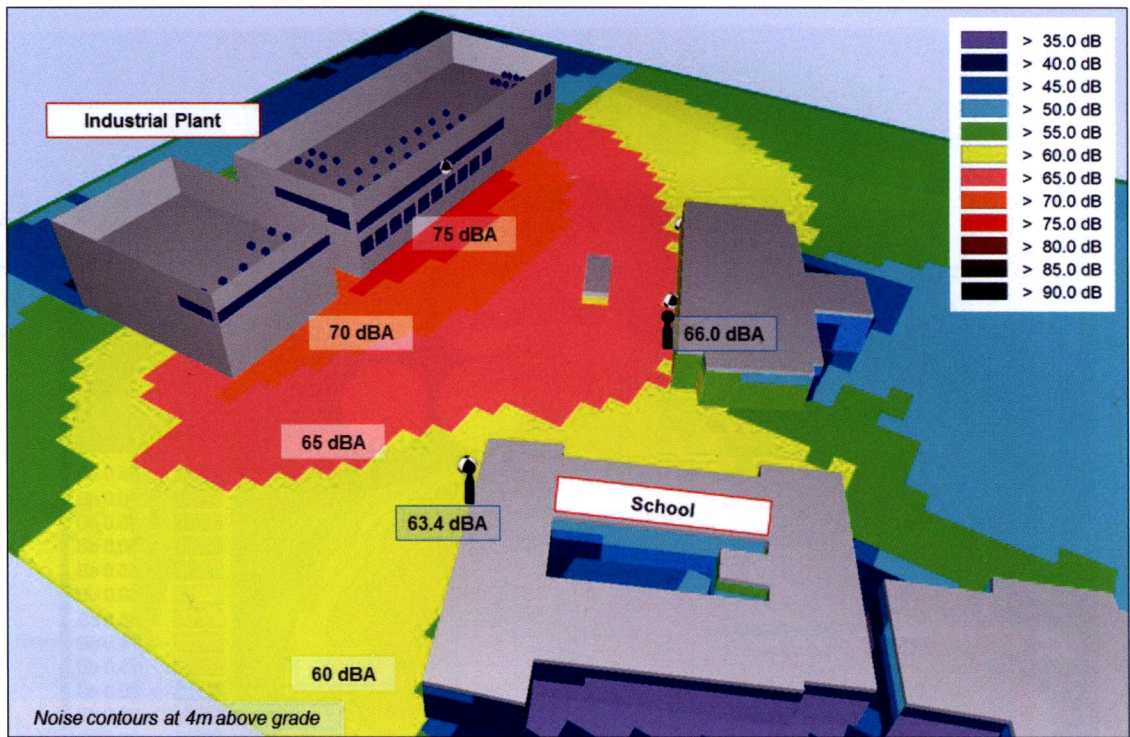 Industrial Plant
> 35.0 dB
> 40.0 dB
> 45.0 dB
> 50.0 dB
> 55.0 dB
> 60.0 dB
> 65.0 dB
> 70.0 dB
> 75.0 dB
> 80.0 dB
> 85.0 dB
> 90.0 dB
75 dBA
70 dBA
66.0 dBA
65 dBA
School
63.4 dBA
60 dBA
Noise contours at 4m above grade